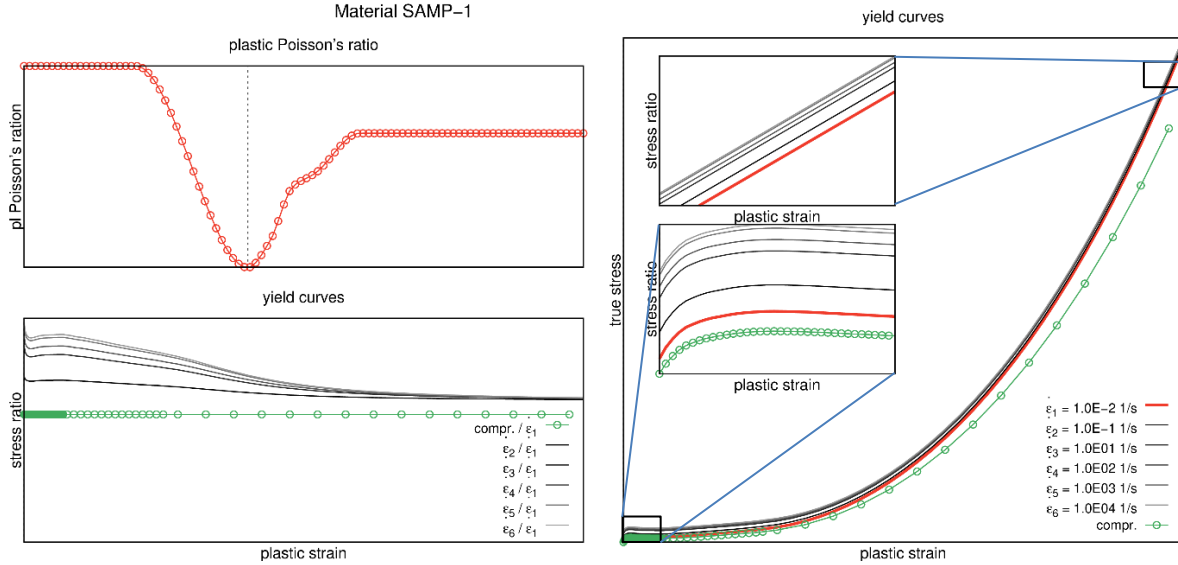 Material SAMP-1
plastic Poisson's ratio
pl Poisson's ration
yield curves
stress ratio
compr. / ε̇1
ε̇2 / ε̇1
ε̇3 / ε̇1
ε̇4 / ε̇1
ε̇5 / ε̇1
ε̇6 / ε̇1
plastic strain
yield curves
true stress
stress ratio
plastic strain
stress ratio
plastic strain
ε̇1 = 1.0E-2 1/s
ε̇2 = 1.0E-1 1/s
ε̇3 = 1.0E01 1/s
ε̇4 = 1.0E02 1/s
ε̇5 = 1.0E03 1/s
ε̇6 = 1.0E04 1/s
compr.
plastic strain